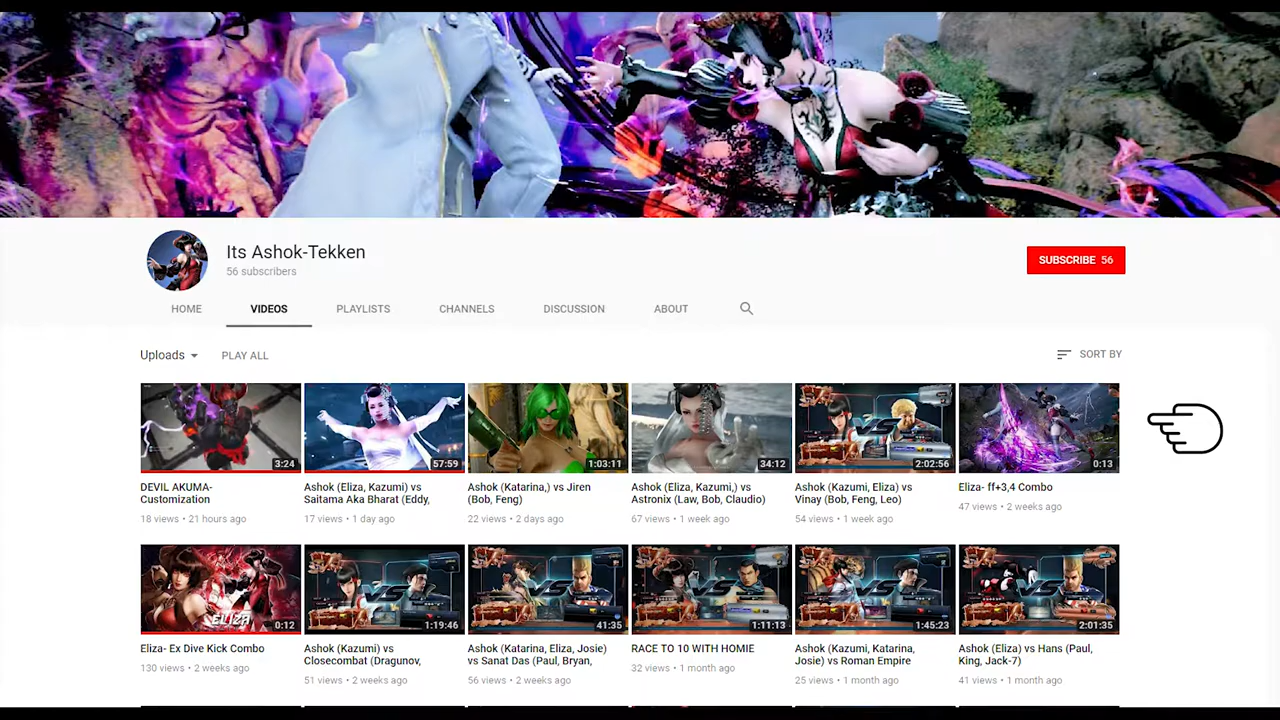 Its Ashok-Tekken
56 subscribers
SUBSCRIBE 56
HOME VIDEOS PLAYLISTS CHANNELS DISCUSSION ABOUT
Uploads PLAY ALL SORT BY
3:24 57:59 1:03:11 34:12 2:02:56 0:13
DEVIL AKUMA-
Customization
18 views • 21 hours ago
Ashok (Eliza, Kazumi) vs
Saitama Aka Bharat (Eddy,
17 views • 1 day ago
Ashok (Katarina,) vs Jiren
(Bob, Feng)
22 views • 2 days ago
Ashok (Eliza, Kazumi,) vs
Astronix (Law, Bob, Claudio)
67 views • 1 week ago
Ashok (Kazumi, Eliza) vs
Vinay (Bob, Feng, Leo)
54 views • 1 week ago
Eliza- ff+3,4 Combo
47 views • 2 weeks ago
VS
ELIZA
VS
VS
VS
VS
0:12 1:19:46 41:35 1:11:13 1:45:23 2:01:35
Eliza- Ex Dive Kick Combo
130 views • 2 weeks ago
Ashok (Kazumi) vs
Closecombat (Dragunov,
51 views • 2 weeks ago
Ashok (Katarina, Eliza, Josie)
vs Sanat Das (Paul, Bryan,
56 views • 2 weeks ago
RACE TO 10 WITH HOMIE
32 views • 1 month ago
Ashok (Kazumi, Katarina,
Josie) vs Roman Empire
25 views • 1 month ago
Ashok (Eliza) vs Hans (Paul,
King, Jack-7)
41 views • 1 month ago